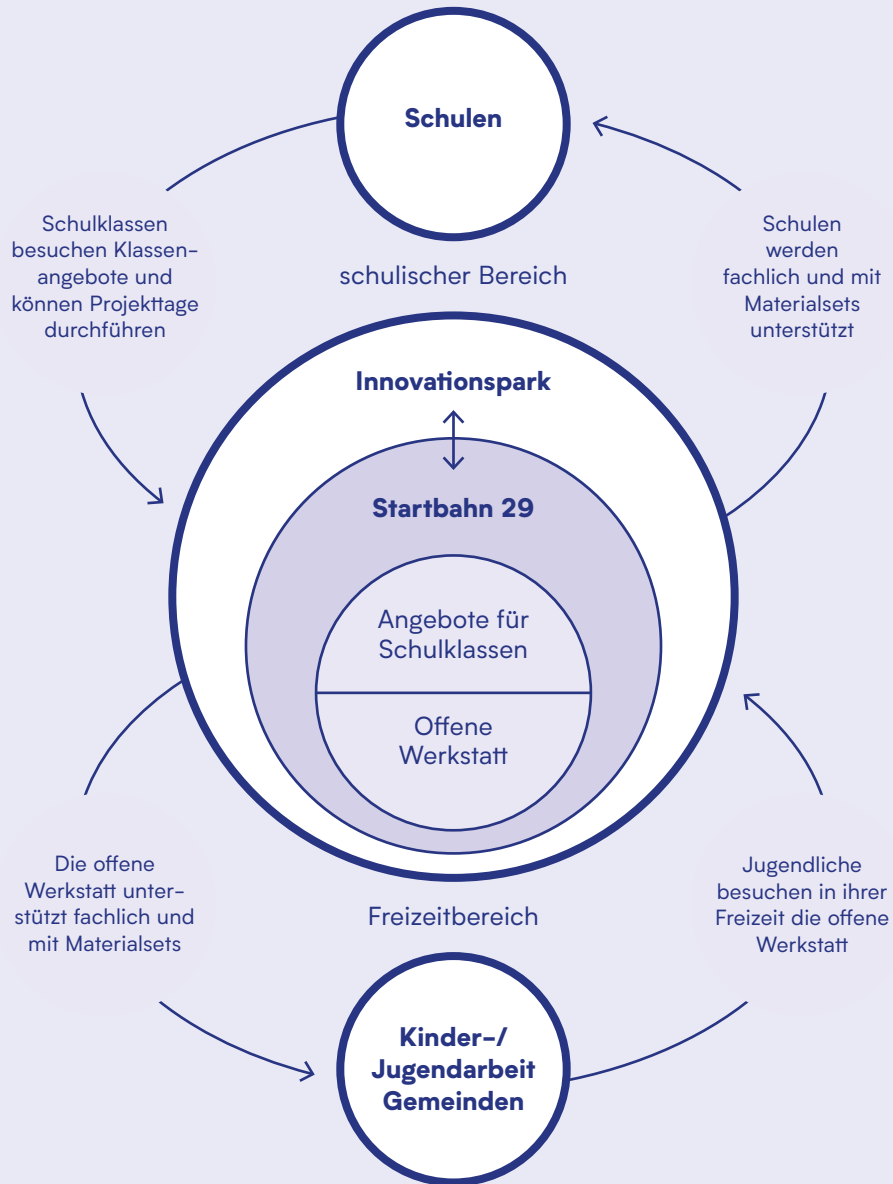 Schulen
Schulklassen
besuchen Klassen-
angebote und
können Projekttage
durchführen
Schulen
werden
fachlich und mit
Materialsets
unterstützt
schulischer Bereich
Innovationspark
Startbahn 29
Angebote für
Schulklassen
Offene
Werkstatt
Die offene
Werkstatt unter-
stützt fachlich und
mit Materialsets
Freizeitbereich
Jugendliche
besuchen in ihrer
Freizeit die offene
Werkstatt
Kinder-/
Jugendarbeit
Gemeinden